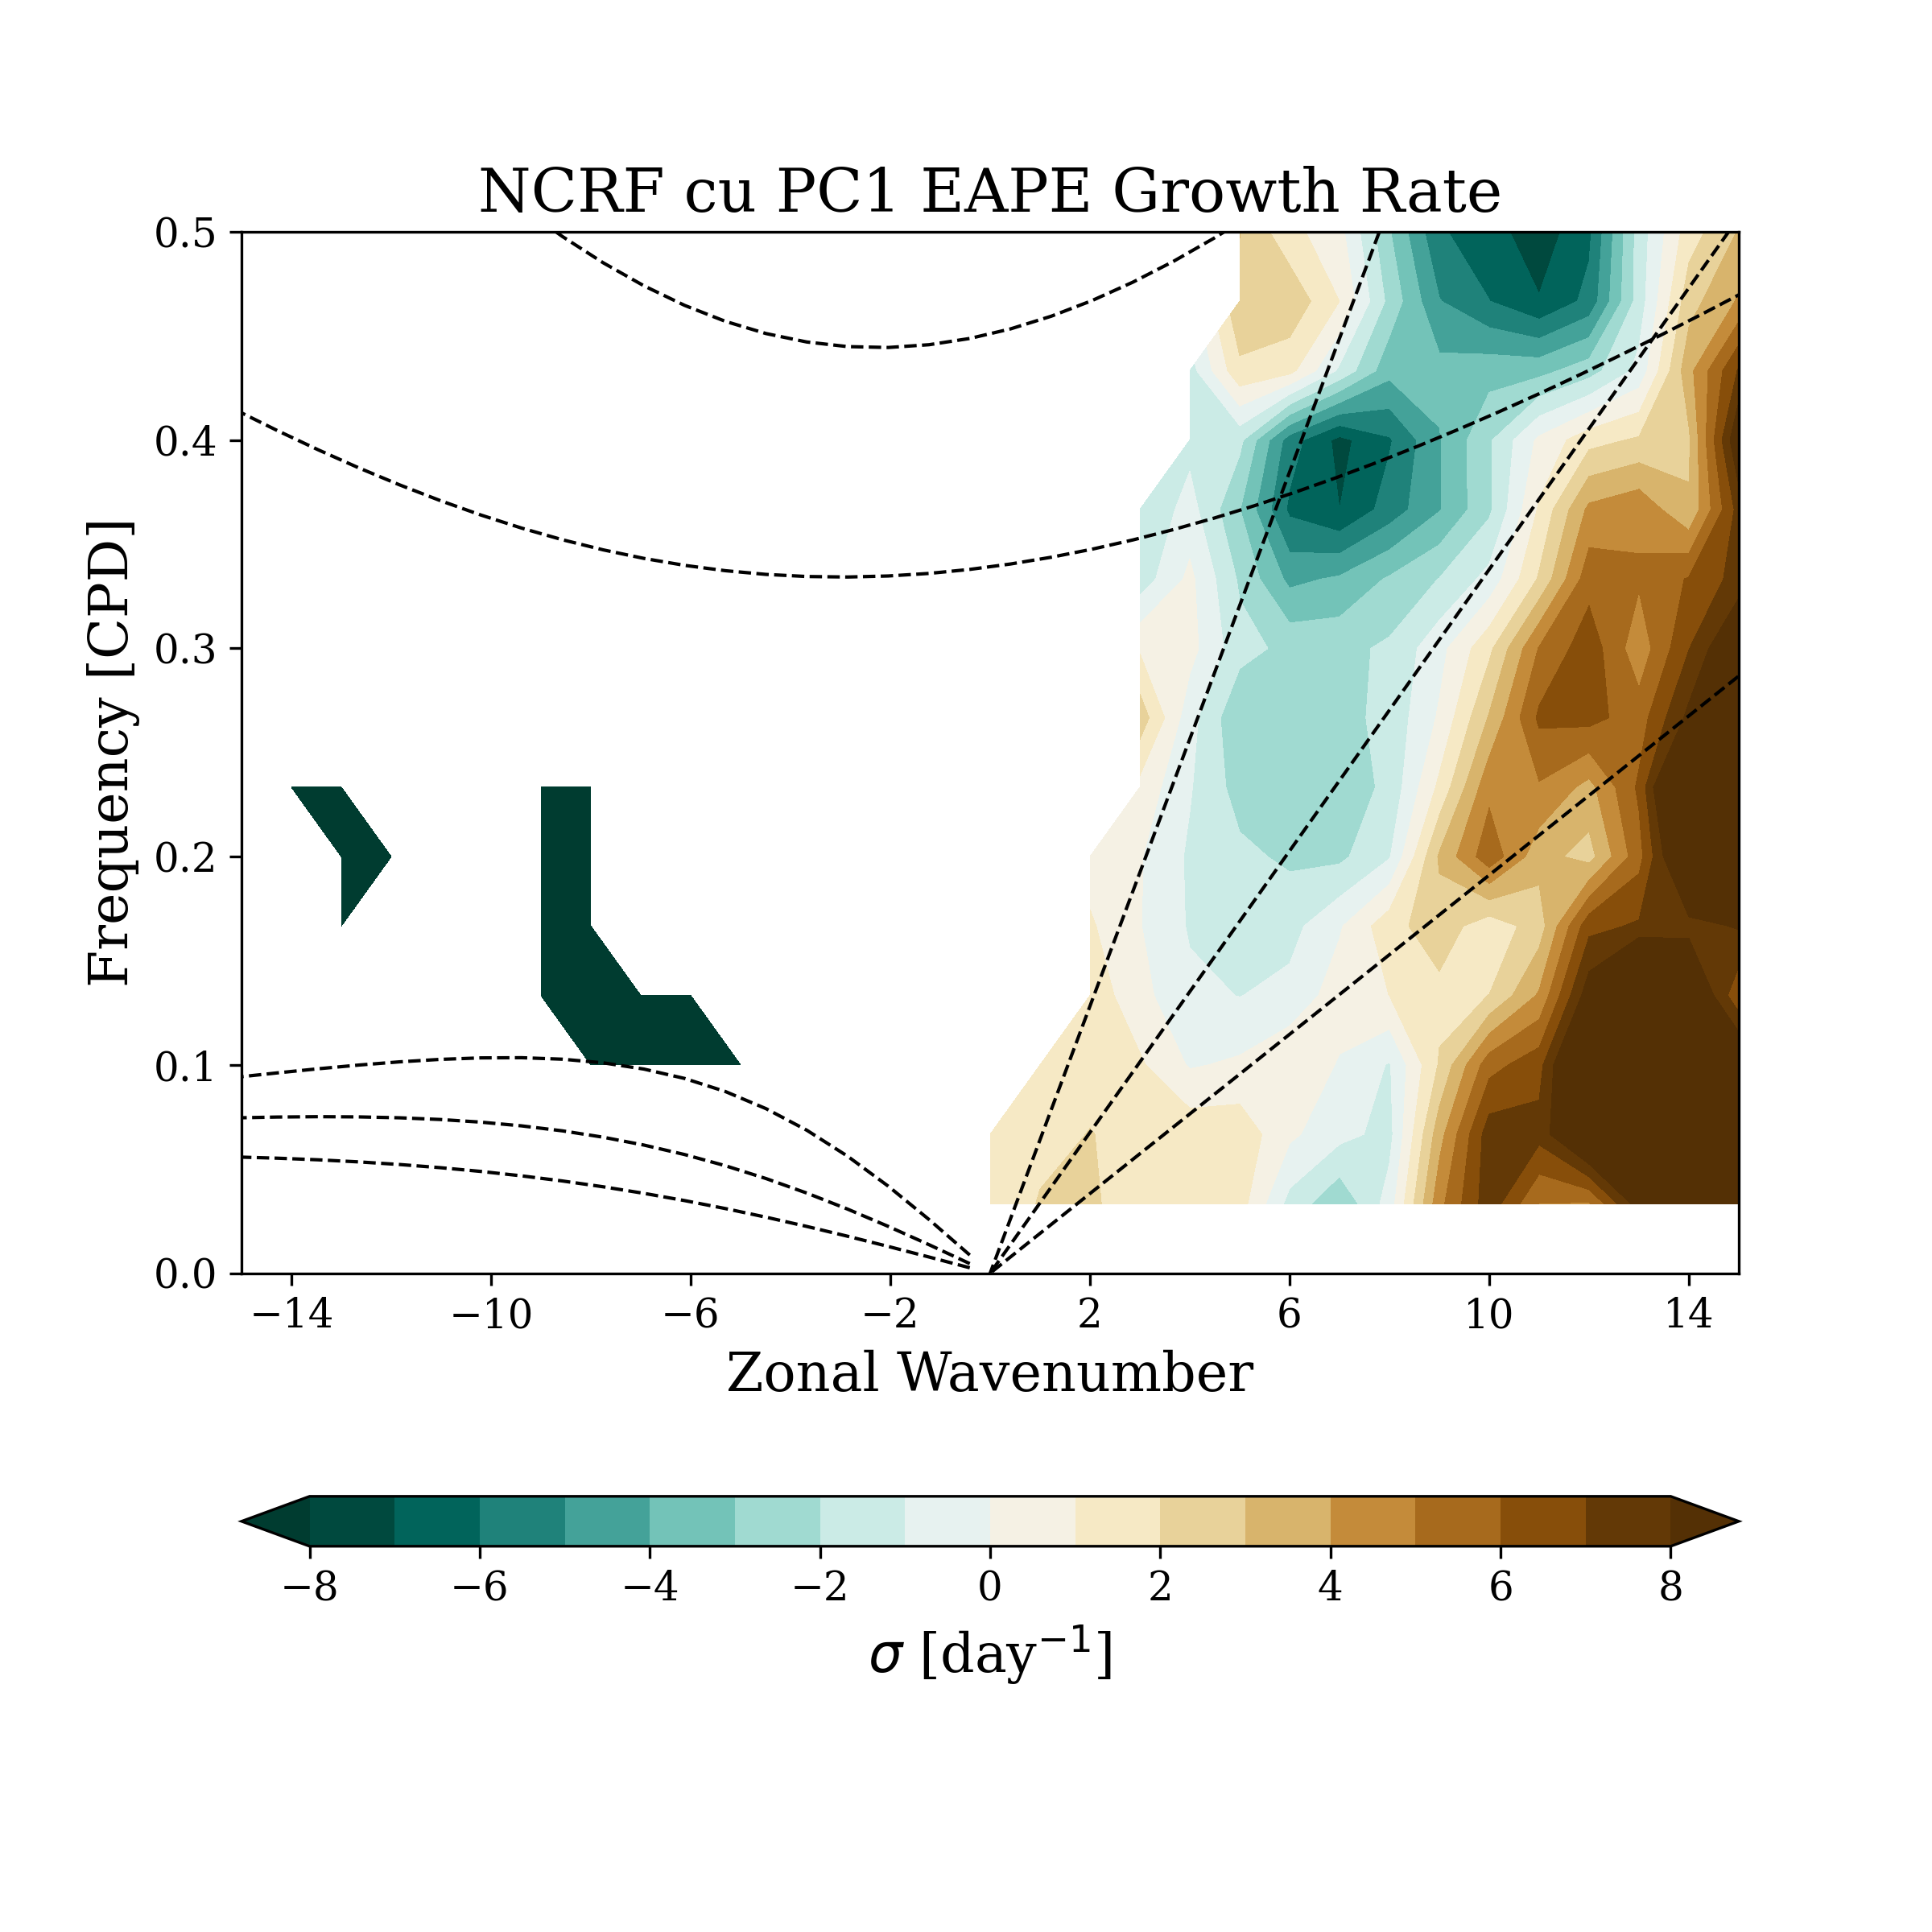 NCRF cu PC1 EAPE Growth Rate
0.5
0.4
0.3
0.2
0.1
0.0
Frequency [CPD]
−14 −10 −6 −2 2 6 10 14
Zonal Wavenumber
−8 −6 −4 −2 0 2 4 6 8
σ [day⁻¹]